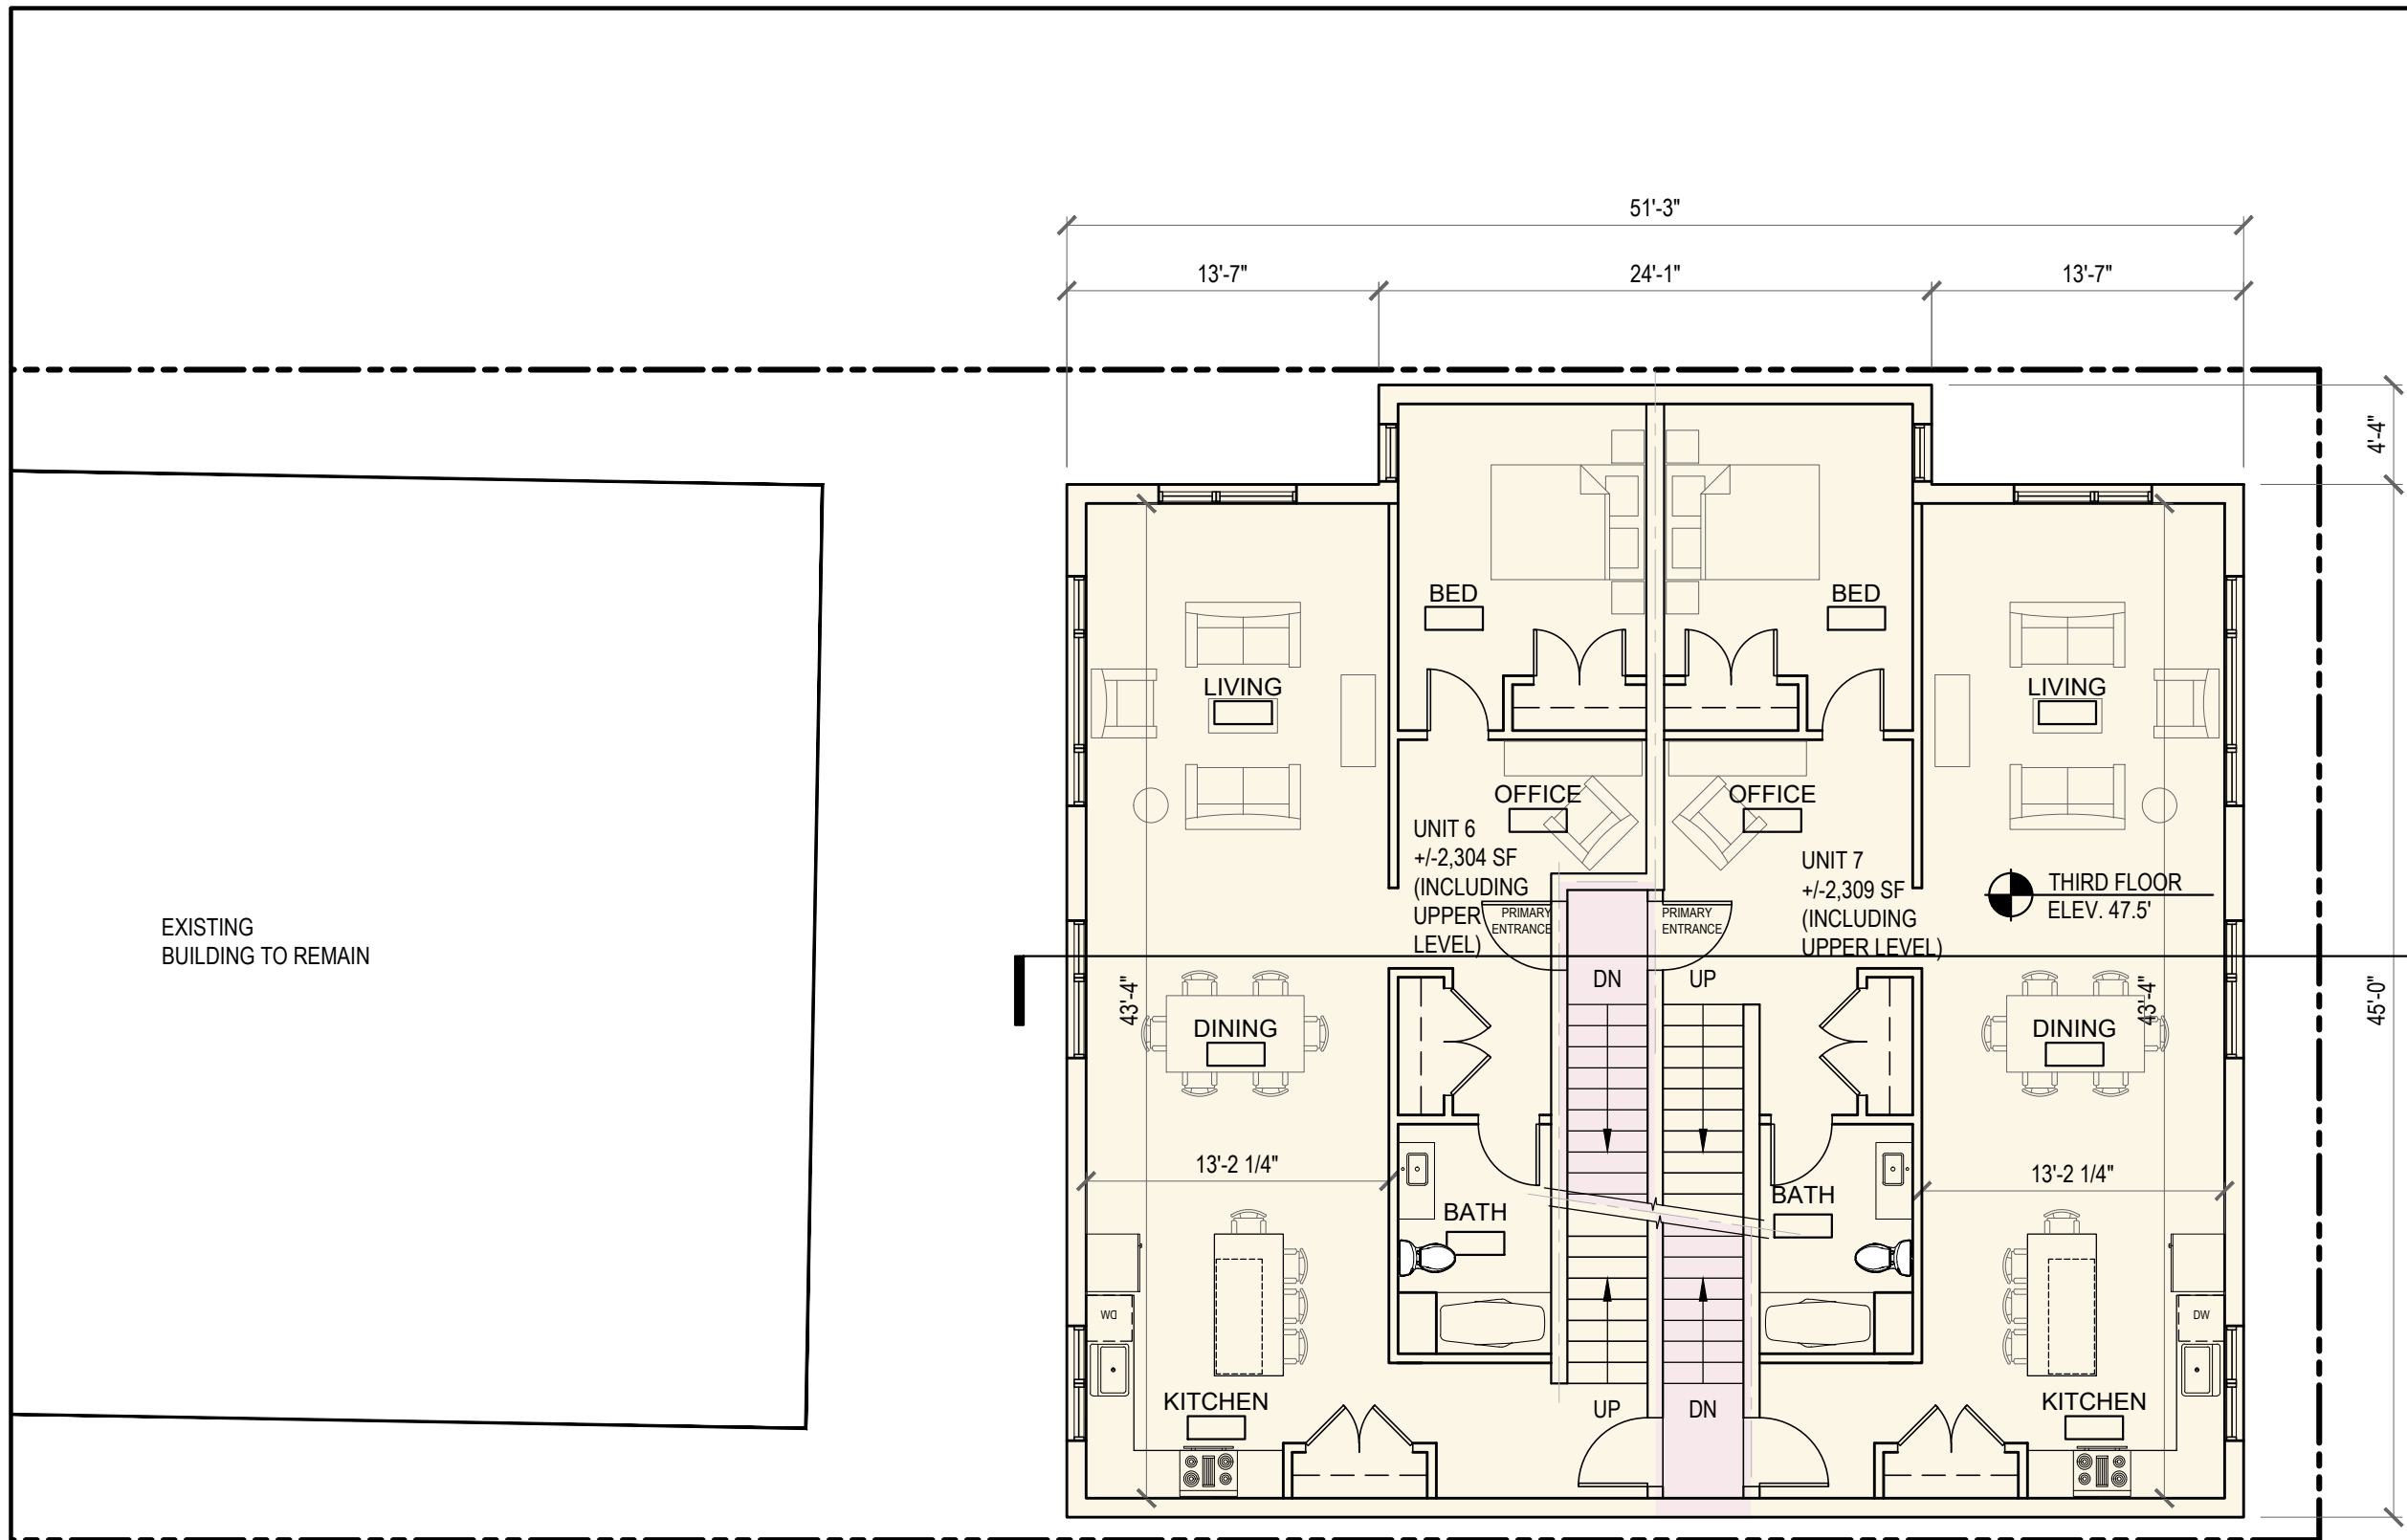 51'-3"
13'-7"
24'-1"
13'-7"
4'-4"
BED
BED
LIVING
LIVING
OFFICE
OFFICE
UNIT 6
+/-2,304 SF
(INCLUDING
UPPER
LEVEL)
UNIT 7
+/-2,309 SF
(INCLUDING
UPPER LEVEL)
THIRD FLOOR
ELEV. 47.5'
PRIMARY
ENTRANCE
PRIMARY
ENTRANCE
EXISTING
BUILDING TO REMAIN
DN
UP
43'-4"
43'-4"
45'-0"
DINING
DINING
13'-2 1/4"
13'-2 1/4"
BATH
BATH
DW
DW
KITCHEN
KITCHEN
UP
DN